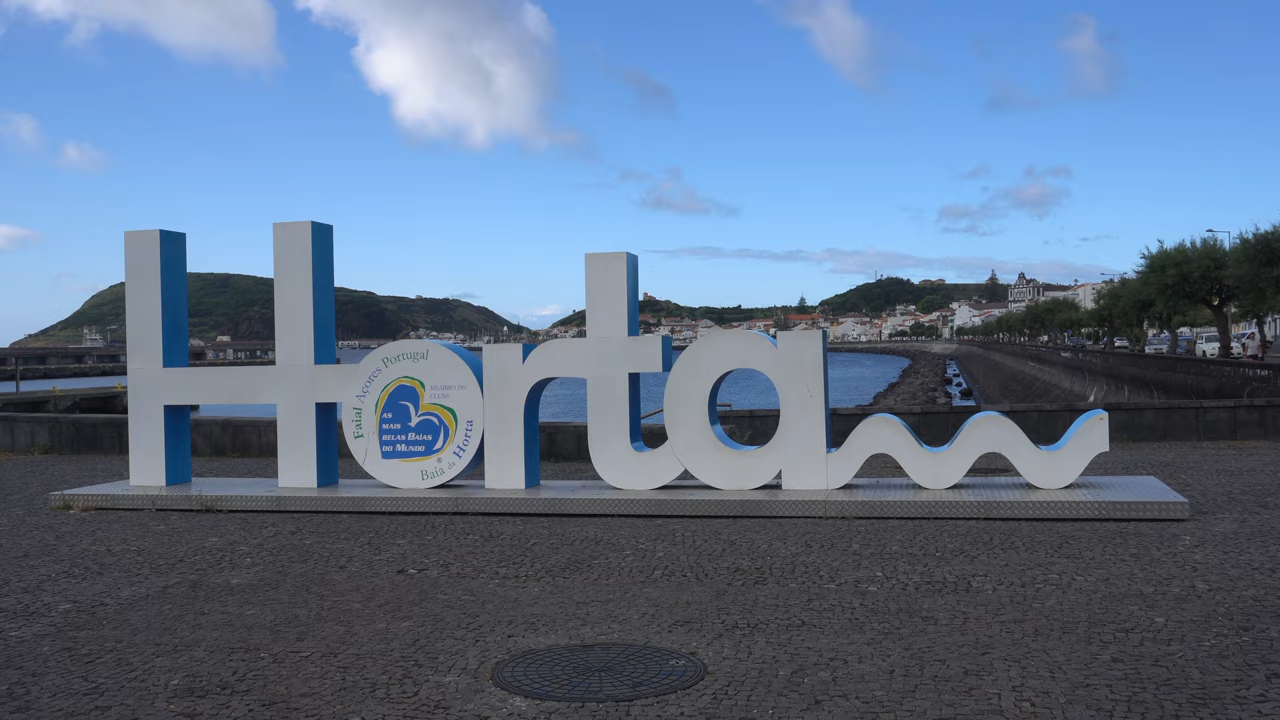 Horta
Faial Açores Portugal
MEMBRO DO
CLUBE
AS
MAIS
BELAS BAÍAS
DO MUNDO
®
Baía da Horta